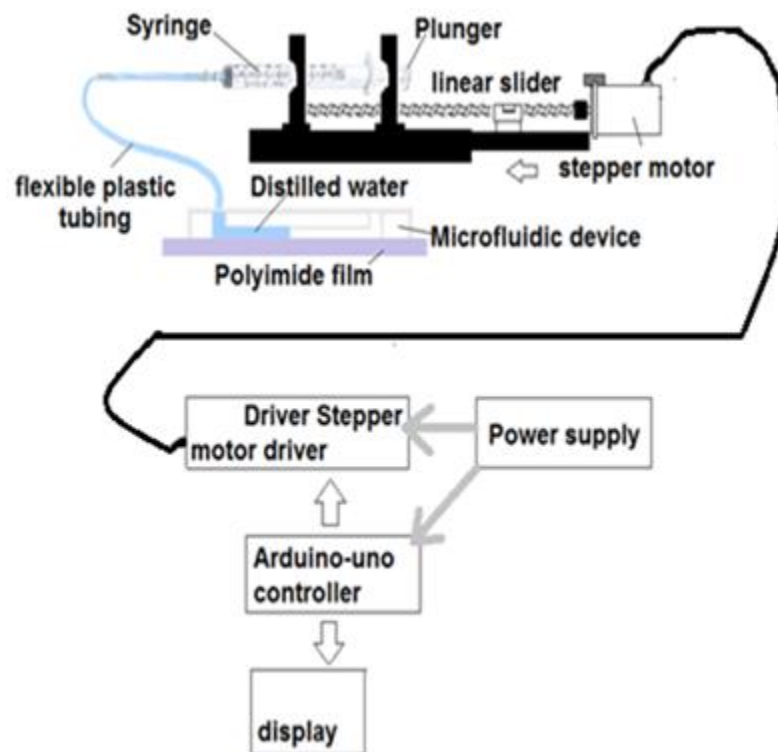 Syringe
Plunger
linear slider
stepper motor
flexible plastic
tubing
Distilled water
Microfluidic device
Polyimide film
Driver Stepper
motor driver
Power supply
Arduino-uno
controller
display